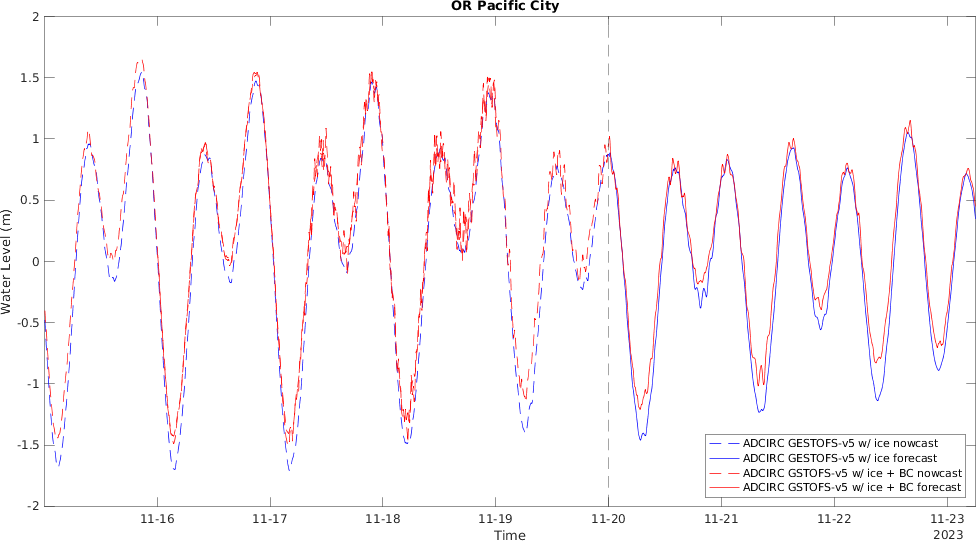 OR Pacific City
2
1.5
1
0.5
0
-0.5
-1
-1.5
-2
Water Level (m)
11-16
11-17
11-18
11-19
11-20
11-21
11-22
11-23
2023
Time
ADCIRC GESTOFS-v5 w/ ice nowcast
ADCIRC GESTOFS-v5 w/ ice forecast
ADCIRC GSTOFS-v5 w/ ice + BC nowcast
ADCIRC GSTOFS-v5 w/ ice + BC forecast